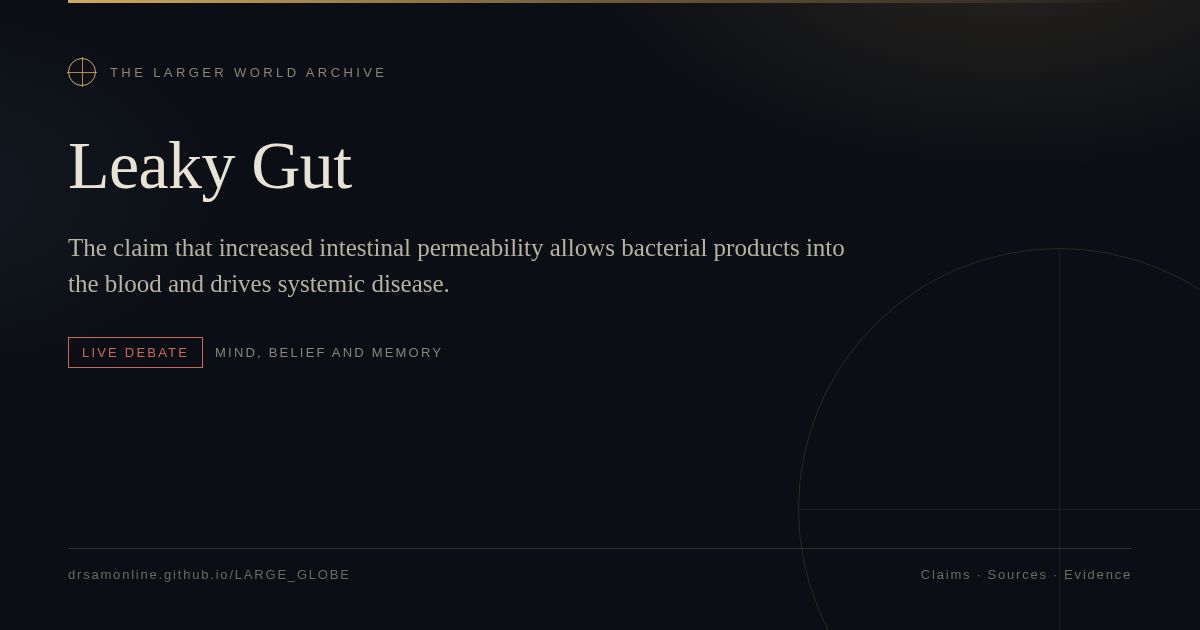 THE LARGER WORLD ARCHIVE
Leaky Gut
The claim that increased intestinal permeability allows bacterial products into
the blood and drives systemic disease.
LIVE DEBATE
MIND, BELIEF AND MEMORY
drsamonline.github.io/LARGE_GLOBE
Claims · Sources · Evidence